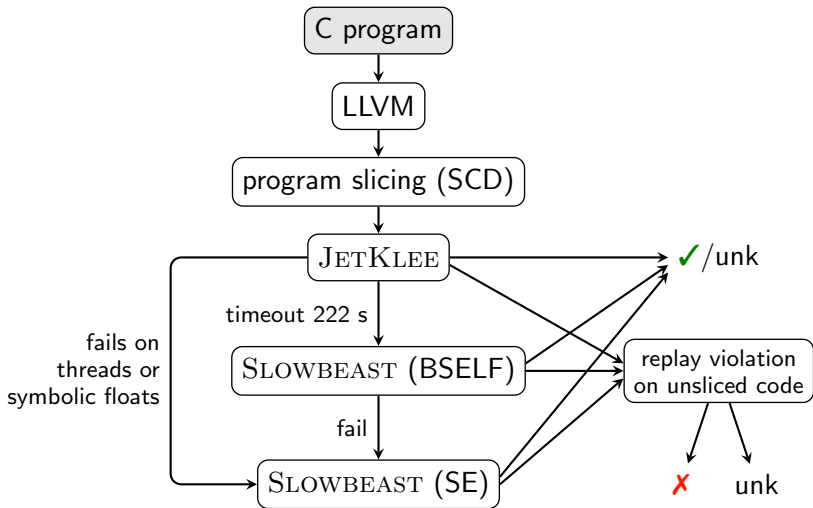 C program
LLVM
program slicing (SCD)
JETKLEE
✓/unk
timeout 222 s
fails on
threads or
symbolic floats
SLOWBEAST (BSELF)
replay violation
on unsliced code
fail
SLOWBEAST (SE)
✗
unk